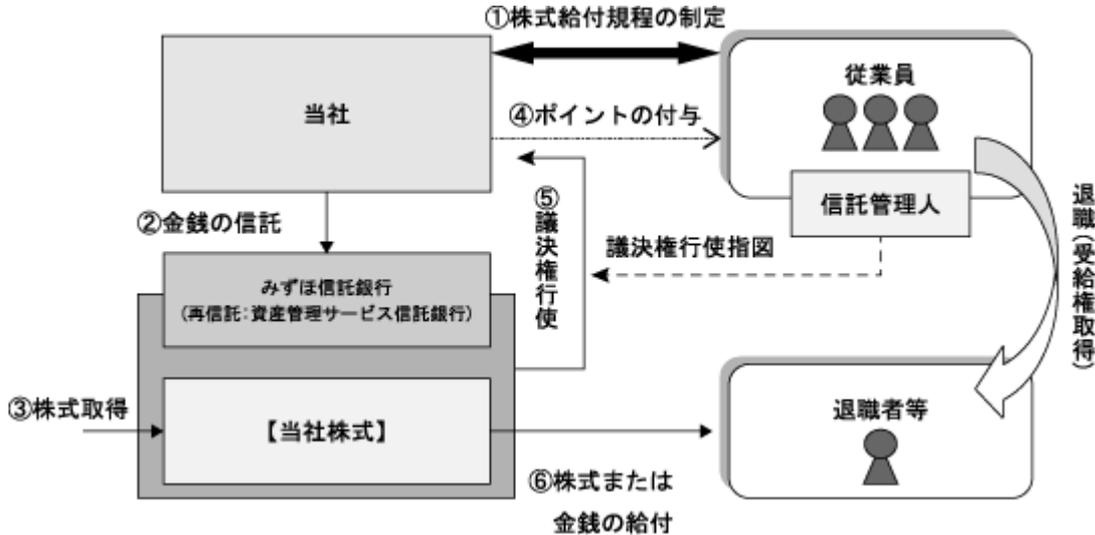 ①株式給付規程の制定
当社
従業員
④ポイントの付与
信託管理人
②金銭の信託
⑤議決権行使
議決権行使指図
退職(受給権取得)
みずほ信託銀行
(再信託:資産管理サービス信託銀行)
③株式取得
【当社株式】
退職者等
⑥株式または
金銭の給付